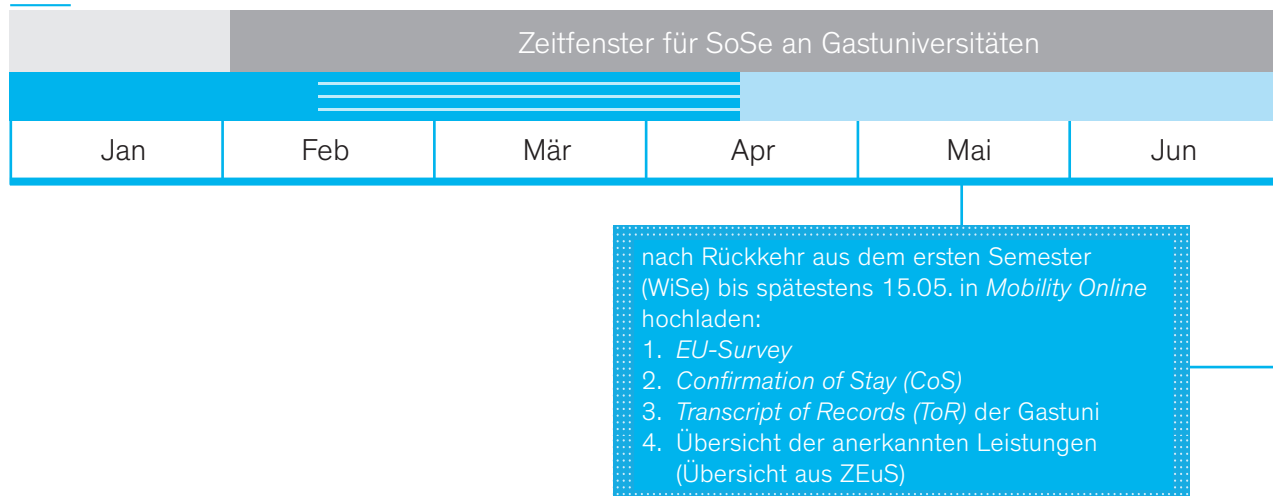 Zeitfenster für SoSe an Gastuniversitäten
Jan Feb Mär Apr Mai Jun
nach Rückkehr aus dem ersten Semester
(WiSe) bis spätestens 15.05. in Mobility Online
hochladen:
1. EU-Survey
2. Confirmation of Stay (CoS)
3. Transcript of Records (ToR) der Gastuni
4. Übersicht der anerkannten Leistungen
(Übersicht aus ZEuS)